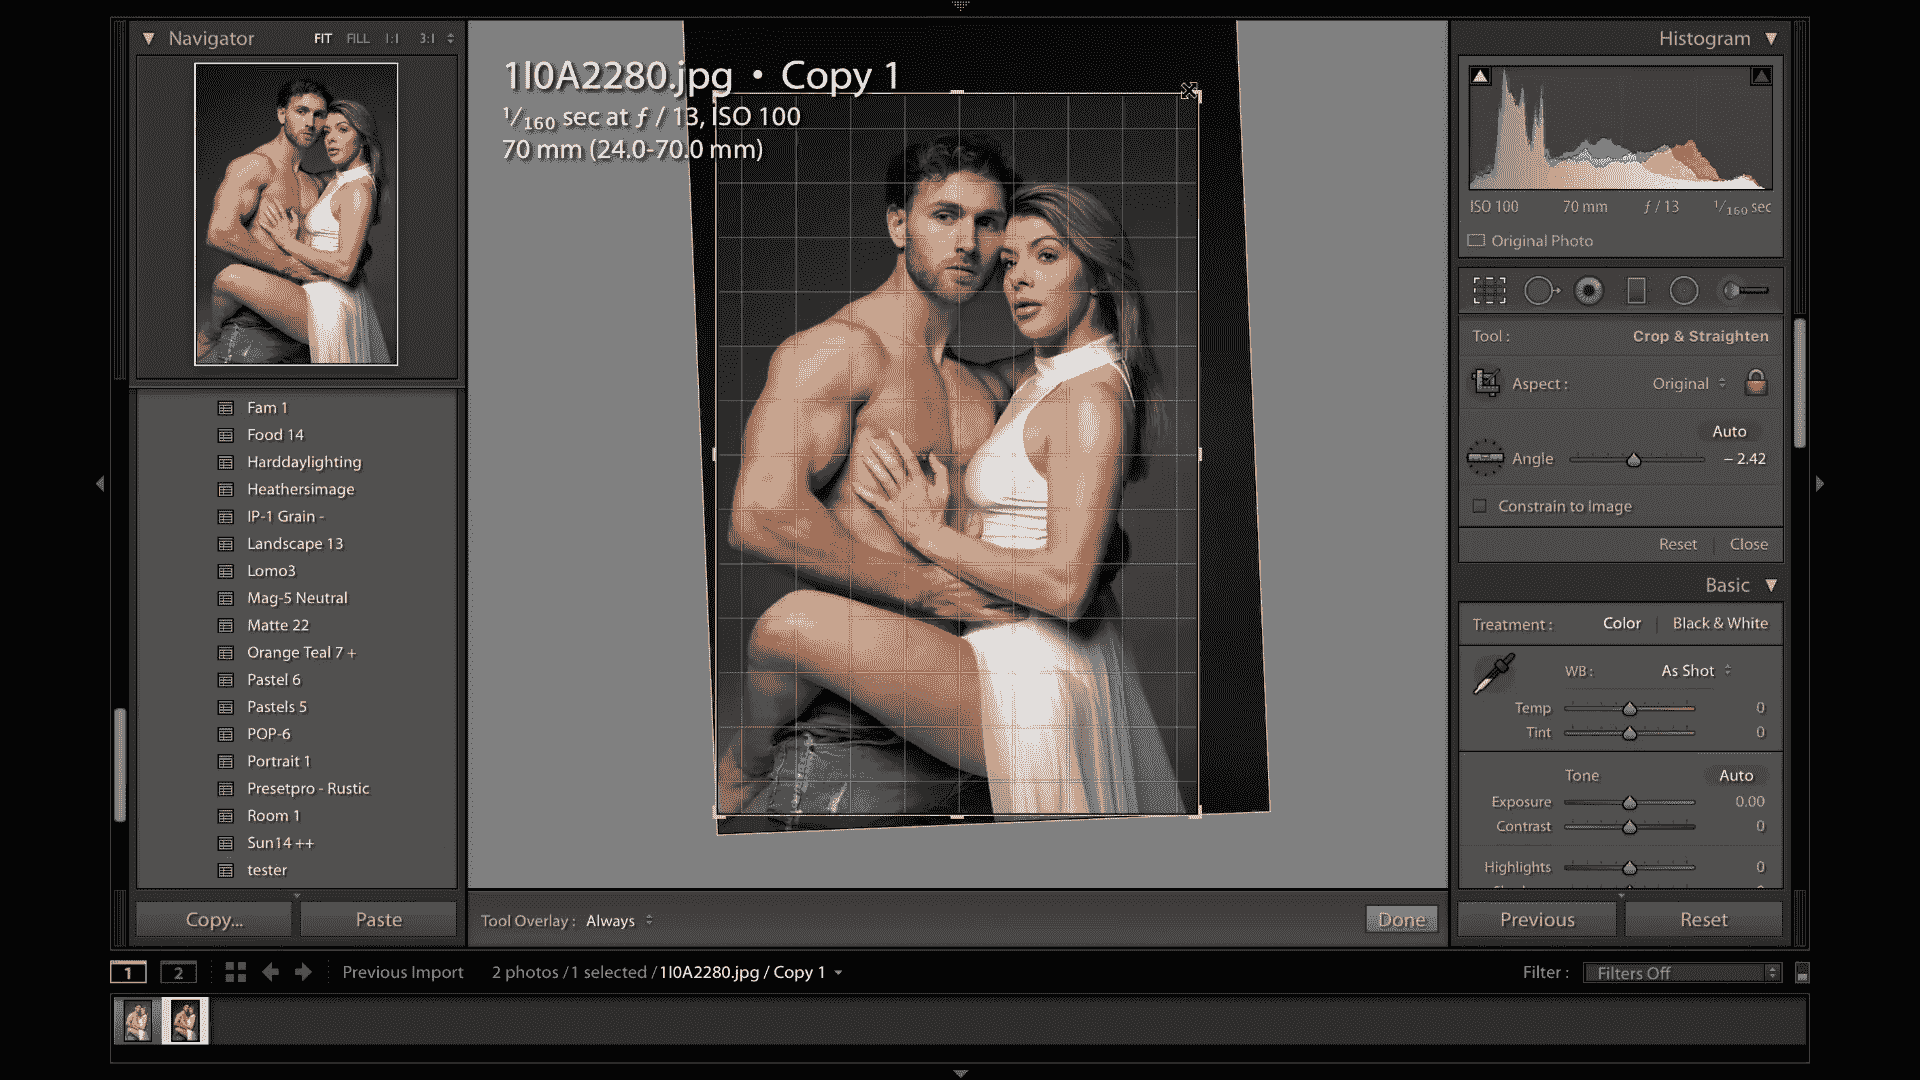 Navigator FIT FILL 1:1 3:1
Fam 1
Food 14
Harddaylighting
Heathersimage
IP-1 Grain -
Landscape 13
Lomo3
Mag-5 Neutral
Matte 22
Orange Teal 7 +
Pastel 6
Pastels 5
POP-6
Portrait 1
Presetpro - Rustic
Room 1
Sun14 ++
tester
Copy... Paste
1I0A2280.jpg • Copy 1
1/160 sec at ƒ / 13, ISO 100
70 mm (24.0-70.0 mm)
Tool Overlay : Always Done
Histogram
ISO 100 70 mm ƒ / 13 1/160 sec
Original Photo
Tool : Crop & Straighten
Aspect : Original
Auto
Angle – 2.42
Constrain to Image
Reset Close
Basic
Treatment : Color Black & White
WB : As Shot
Temp 0
Tint 0
Tone Auto
Exposure 0.00
Contrast 0
Highlights 0
Previous Reset
1 2 Previous Import 2 photos / 1 selected / 1I0A2280.jpg / Copy 1 Filter : Filters Off